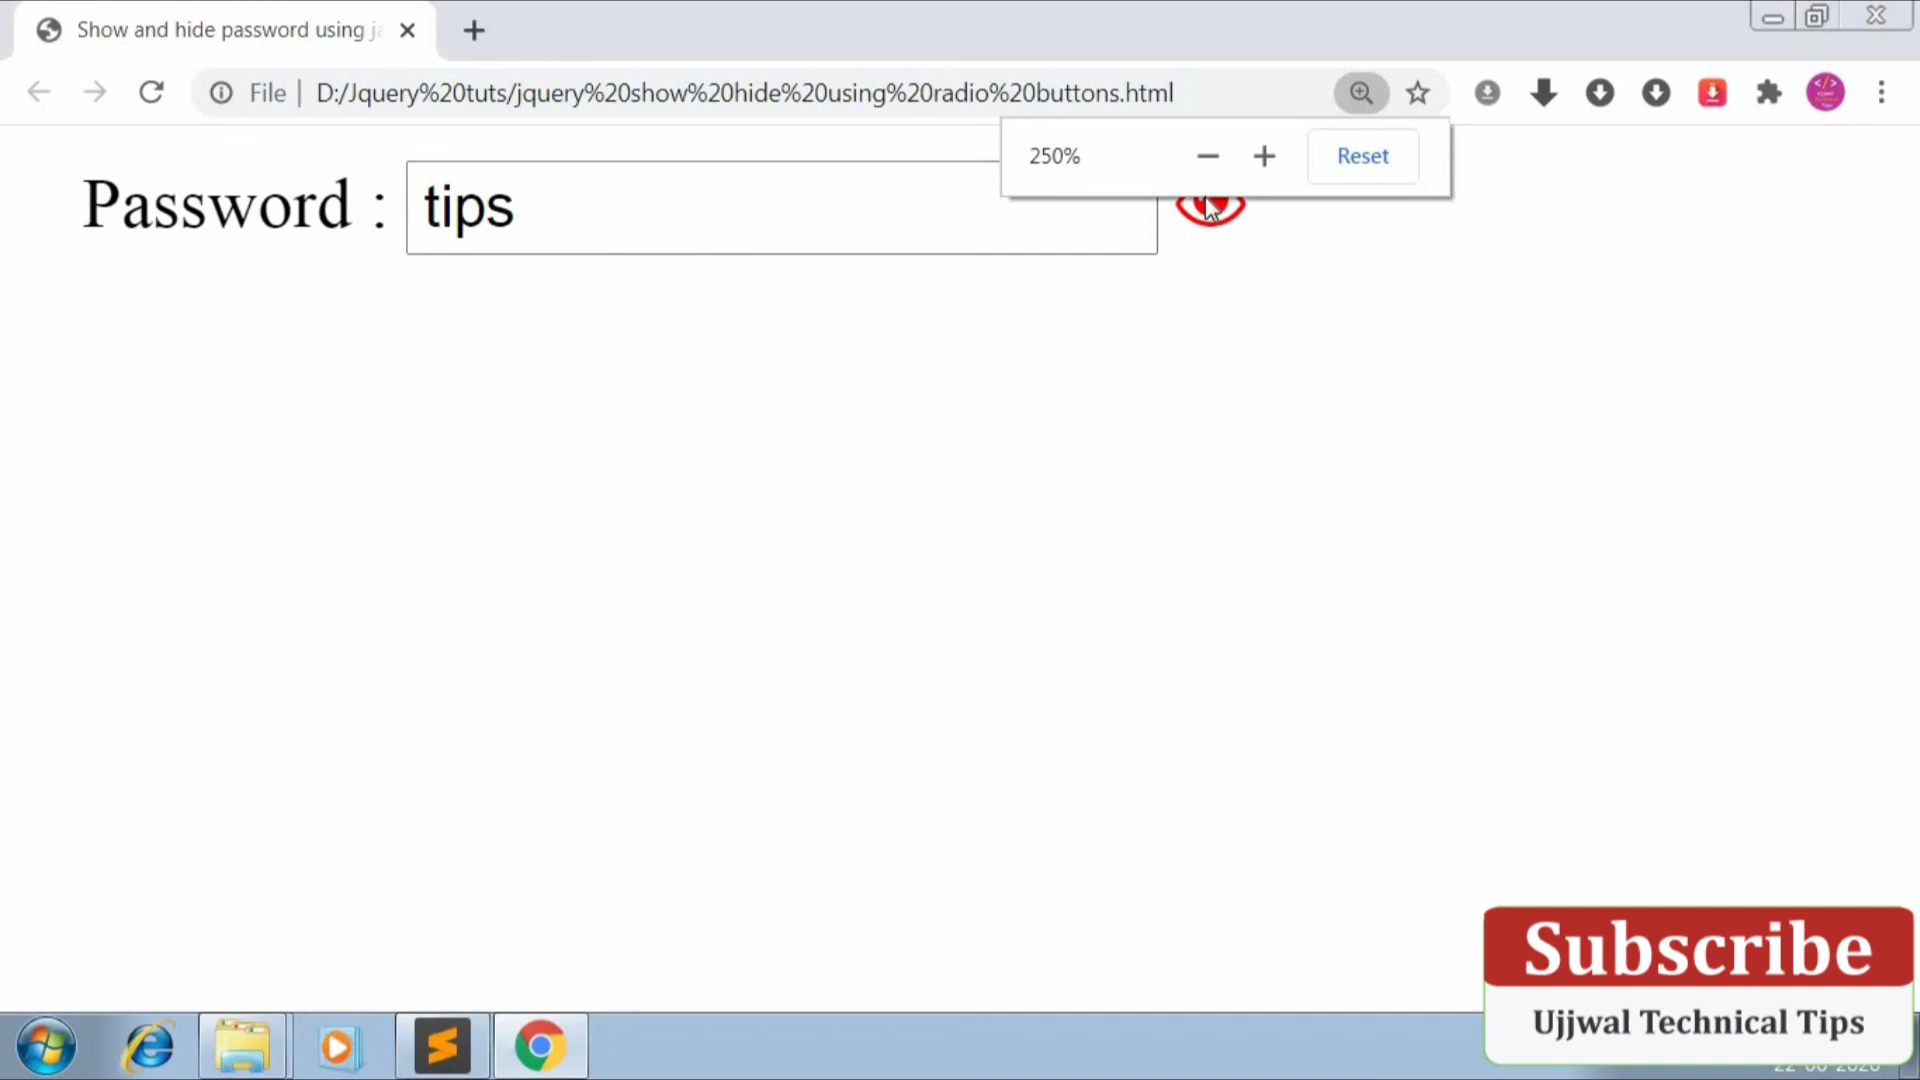 Show and hide password using ja
File
D:/Jquery%20tuts/jquery%20show%20hide%20using%20radio%20buttons.html
250%
Reset
Password :
tips
Subscribe
Ujjwal Technical Tips